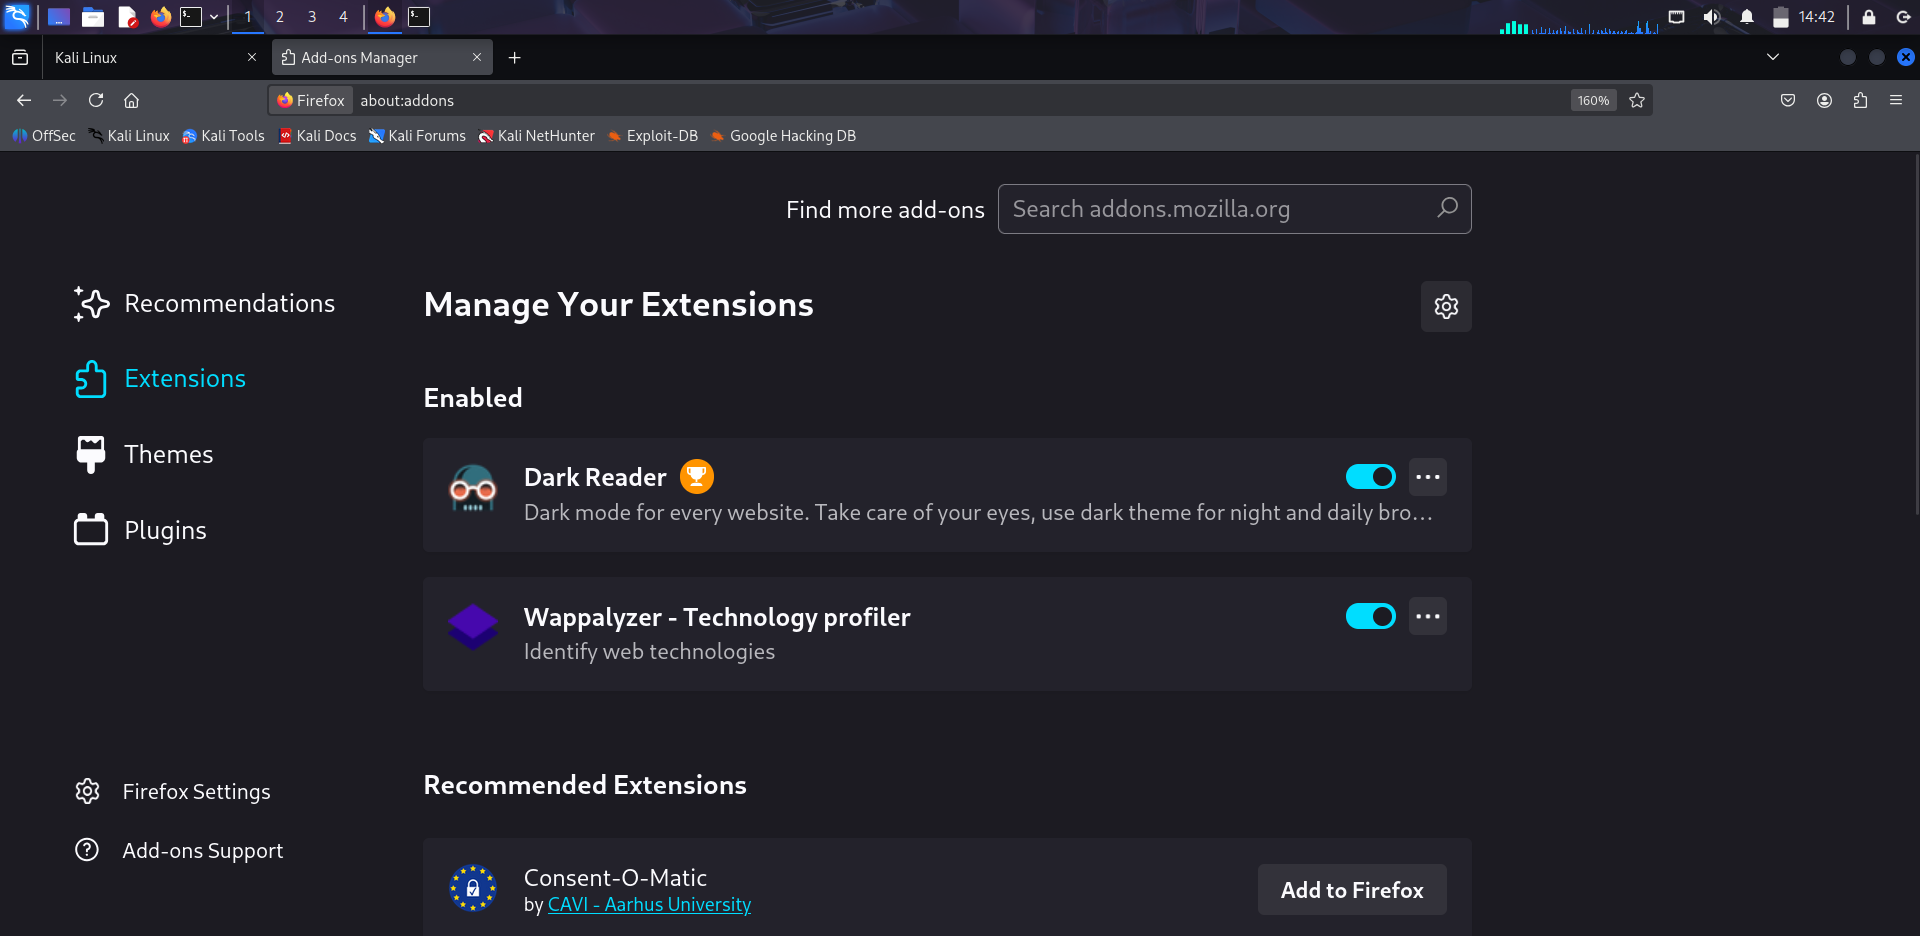 1 2 3 4 14:42
Kali Linux Add-ons Manager
Firefox about:addons 160%
OffSec Kali Linux Kali Tools Kali Docs Kali Forums Kali NetHunter Exploit-DB Google Hacking DB
Find more add-ons Search addons.mozilla.org
Recommendations
Extensions
Themes
Plugins
Firefox Settings
Add-ons Support
Manage Your Extensions
Enabled
Dark Reader
Dark mode for every website. Take care of your eyes, use dark theme for night and daily bro…
Wappalyzer - Technology profiler
Identify web technologies
Recommended Extensions
Consent-O-Matic
by CAVI - Aarhus University
Add to Firefox